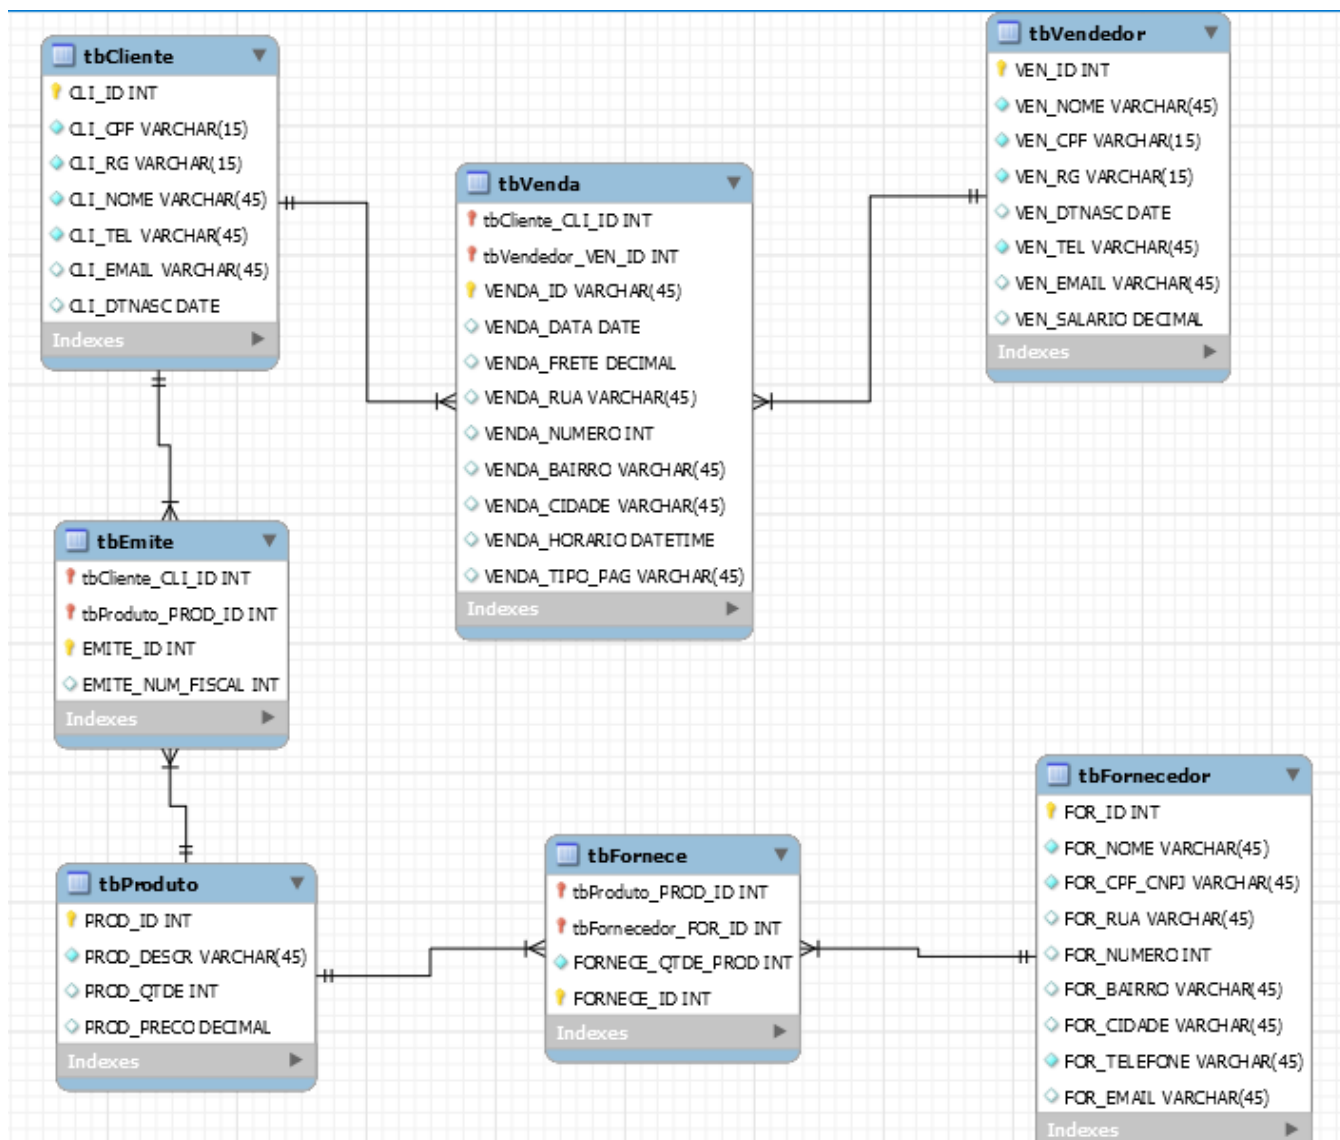 tbCliente
CLI_ID INT
CLI_CPF VARCHAR(15)
CLI_RG VARCHAR(15)
CLI_NOME VARCHAR(45)
CLI_TEL VARCHAR(45)
CLI_EMAIL VARCHAR(45)
CLI_DTNASC DATE
Indexes
tbVendedor
VEN_ID INT
VEN_NOME VARCHAR(45)
VEN_CPF VARCHAR(15)
VEN_RG VARCHAR(15)
VEN_DTNASC DATE
VEN_TEL VARCHAR(45)
VEN_EMAIL VARCHAR(45)
VEN_SALARIO DECIMAL
Indexes
tbVenda
tbCliente_CLI_ID INT
tbVendedor_VEN_ID INT
VENDA_ID VARCHAR(45)
VENDA_DATA DATE
VENDA_FRETE DECIMAL
VENDA_RUA VARCHAR(45)
VENDA_NUMERO INT
VENDA_BAIRRO VARCHAR(45)
VENDA_CIDADE VARCHAR(45)
VENDA_HORARIO DATETIME
VENDA_TIPO_PAG VARCHAR(45)
Indexes
tbEmite
tbCliente_CLI_ID INT
tbProduto_PROD_ID INT
EMITE_ID INT
EMITE_NUM_FISCAL INT
Indexes
tbProduto
PROD_ID INT
PROD_DESCR VARCHAR(45)
PROD_QTDE INT
PROD_PRECO DECIMAL
Indexes
tbFornece
tbProduto_PROD_ID INT
tbFornecedor_FOR_ID INT
FORNECE_QTDE_PROD INT
FORNECE_ID INT
Indexes
tbFornecedor
FOR_ID INT
FOR_NOME VARCHAR(45)
FOR_CPF_CNPJ VARCHAR(45)
FOR_RUA VARCHAR(45)
FOR_NUMERO INT
FOR_BAIRRO VARCHAR(45)
FOR_CIDADE VARCHAR(45)
FOR_TELEFONE VARCHAR(45)
FOR_EMAIL VARCHAR(45)
Indexes